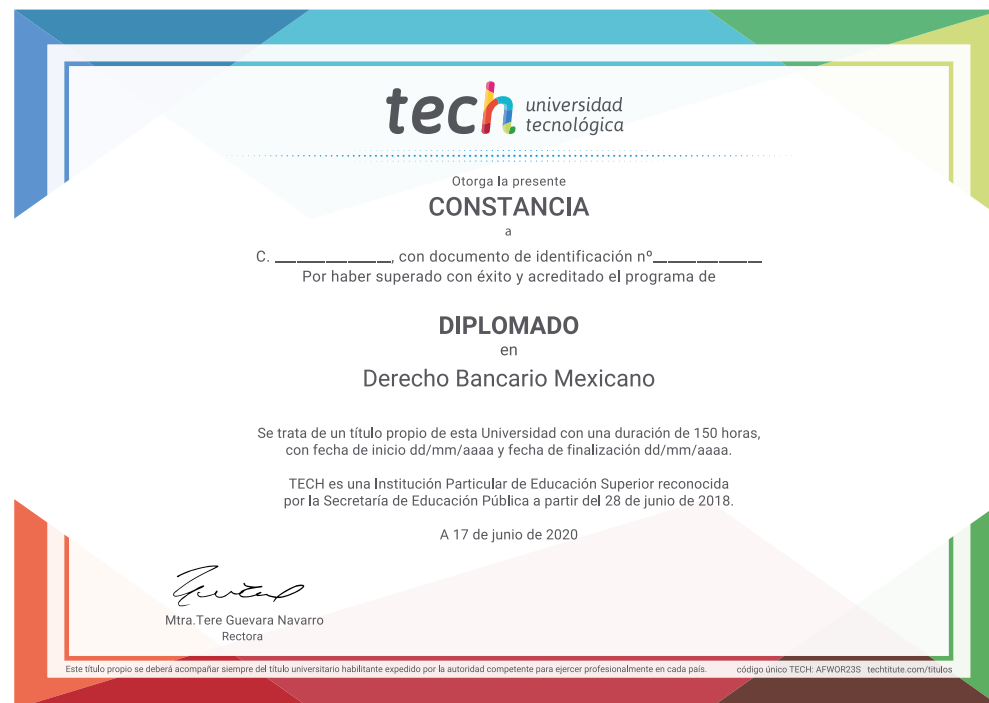 tech universidad
tecnológica
Otorga la presente
CONSTANCIA
a
C. ________________, con documento de identificación nº_______________
Por haber superado con éxito y acreditado el programa de
DIPLOMADO
en
Derecho Bancario Mexicano
Se trata de un título propio de esta Universidad con una duración de 150 horas,
con fecha de inicio dd/mm/aaaa y fecha de finalización dd/mm/aaaa.
TECH es una Institución Particular de Educación Superior reconocida
por la Secretaría de Educación Pública a partir del 28 de junio de 2018.
A 17 de junio de 2020
Mtra.Tere Guevara Navarro
Rectora
Este título propio se deberá acompañar siempre del título universitario habilitante expedido por la autoridad competente para ejercer profesionalmente en cada país. código único TECH: AFWOR23S techtitute.com/titulos